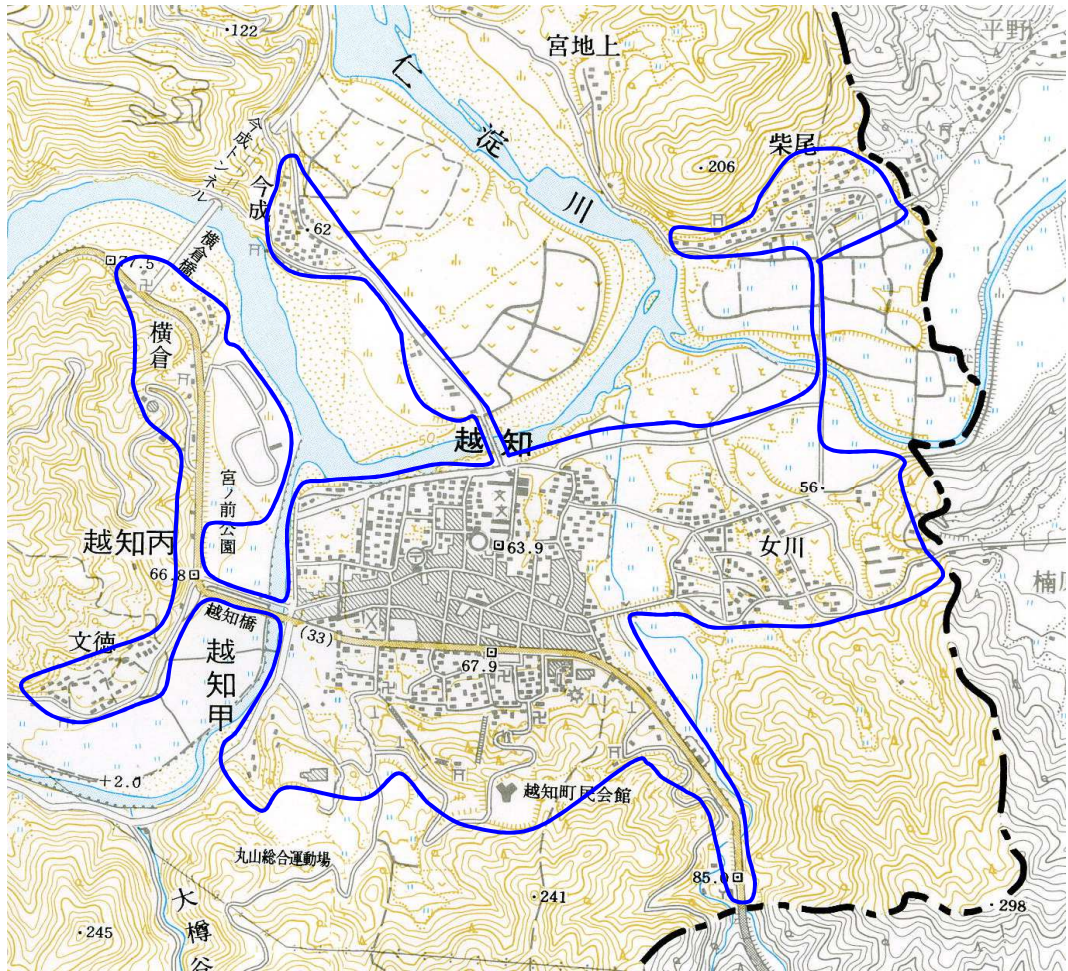 ・122
宮地上
平野
仁淀川
今成トンネル
柴尾
・206
今成
・62
横倉橋
77.5
横倉
50
越知
宮ノ前公園
56・
越知丙
63.9
女川
66.8
越知橋
(33)
文徳
越知甲
67.9
+2.0
越知町民会館
丸山総合運動場
85.0
・241
・298
大樽谷
・245